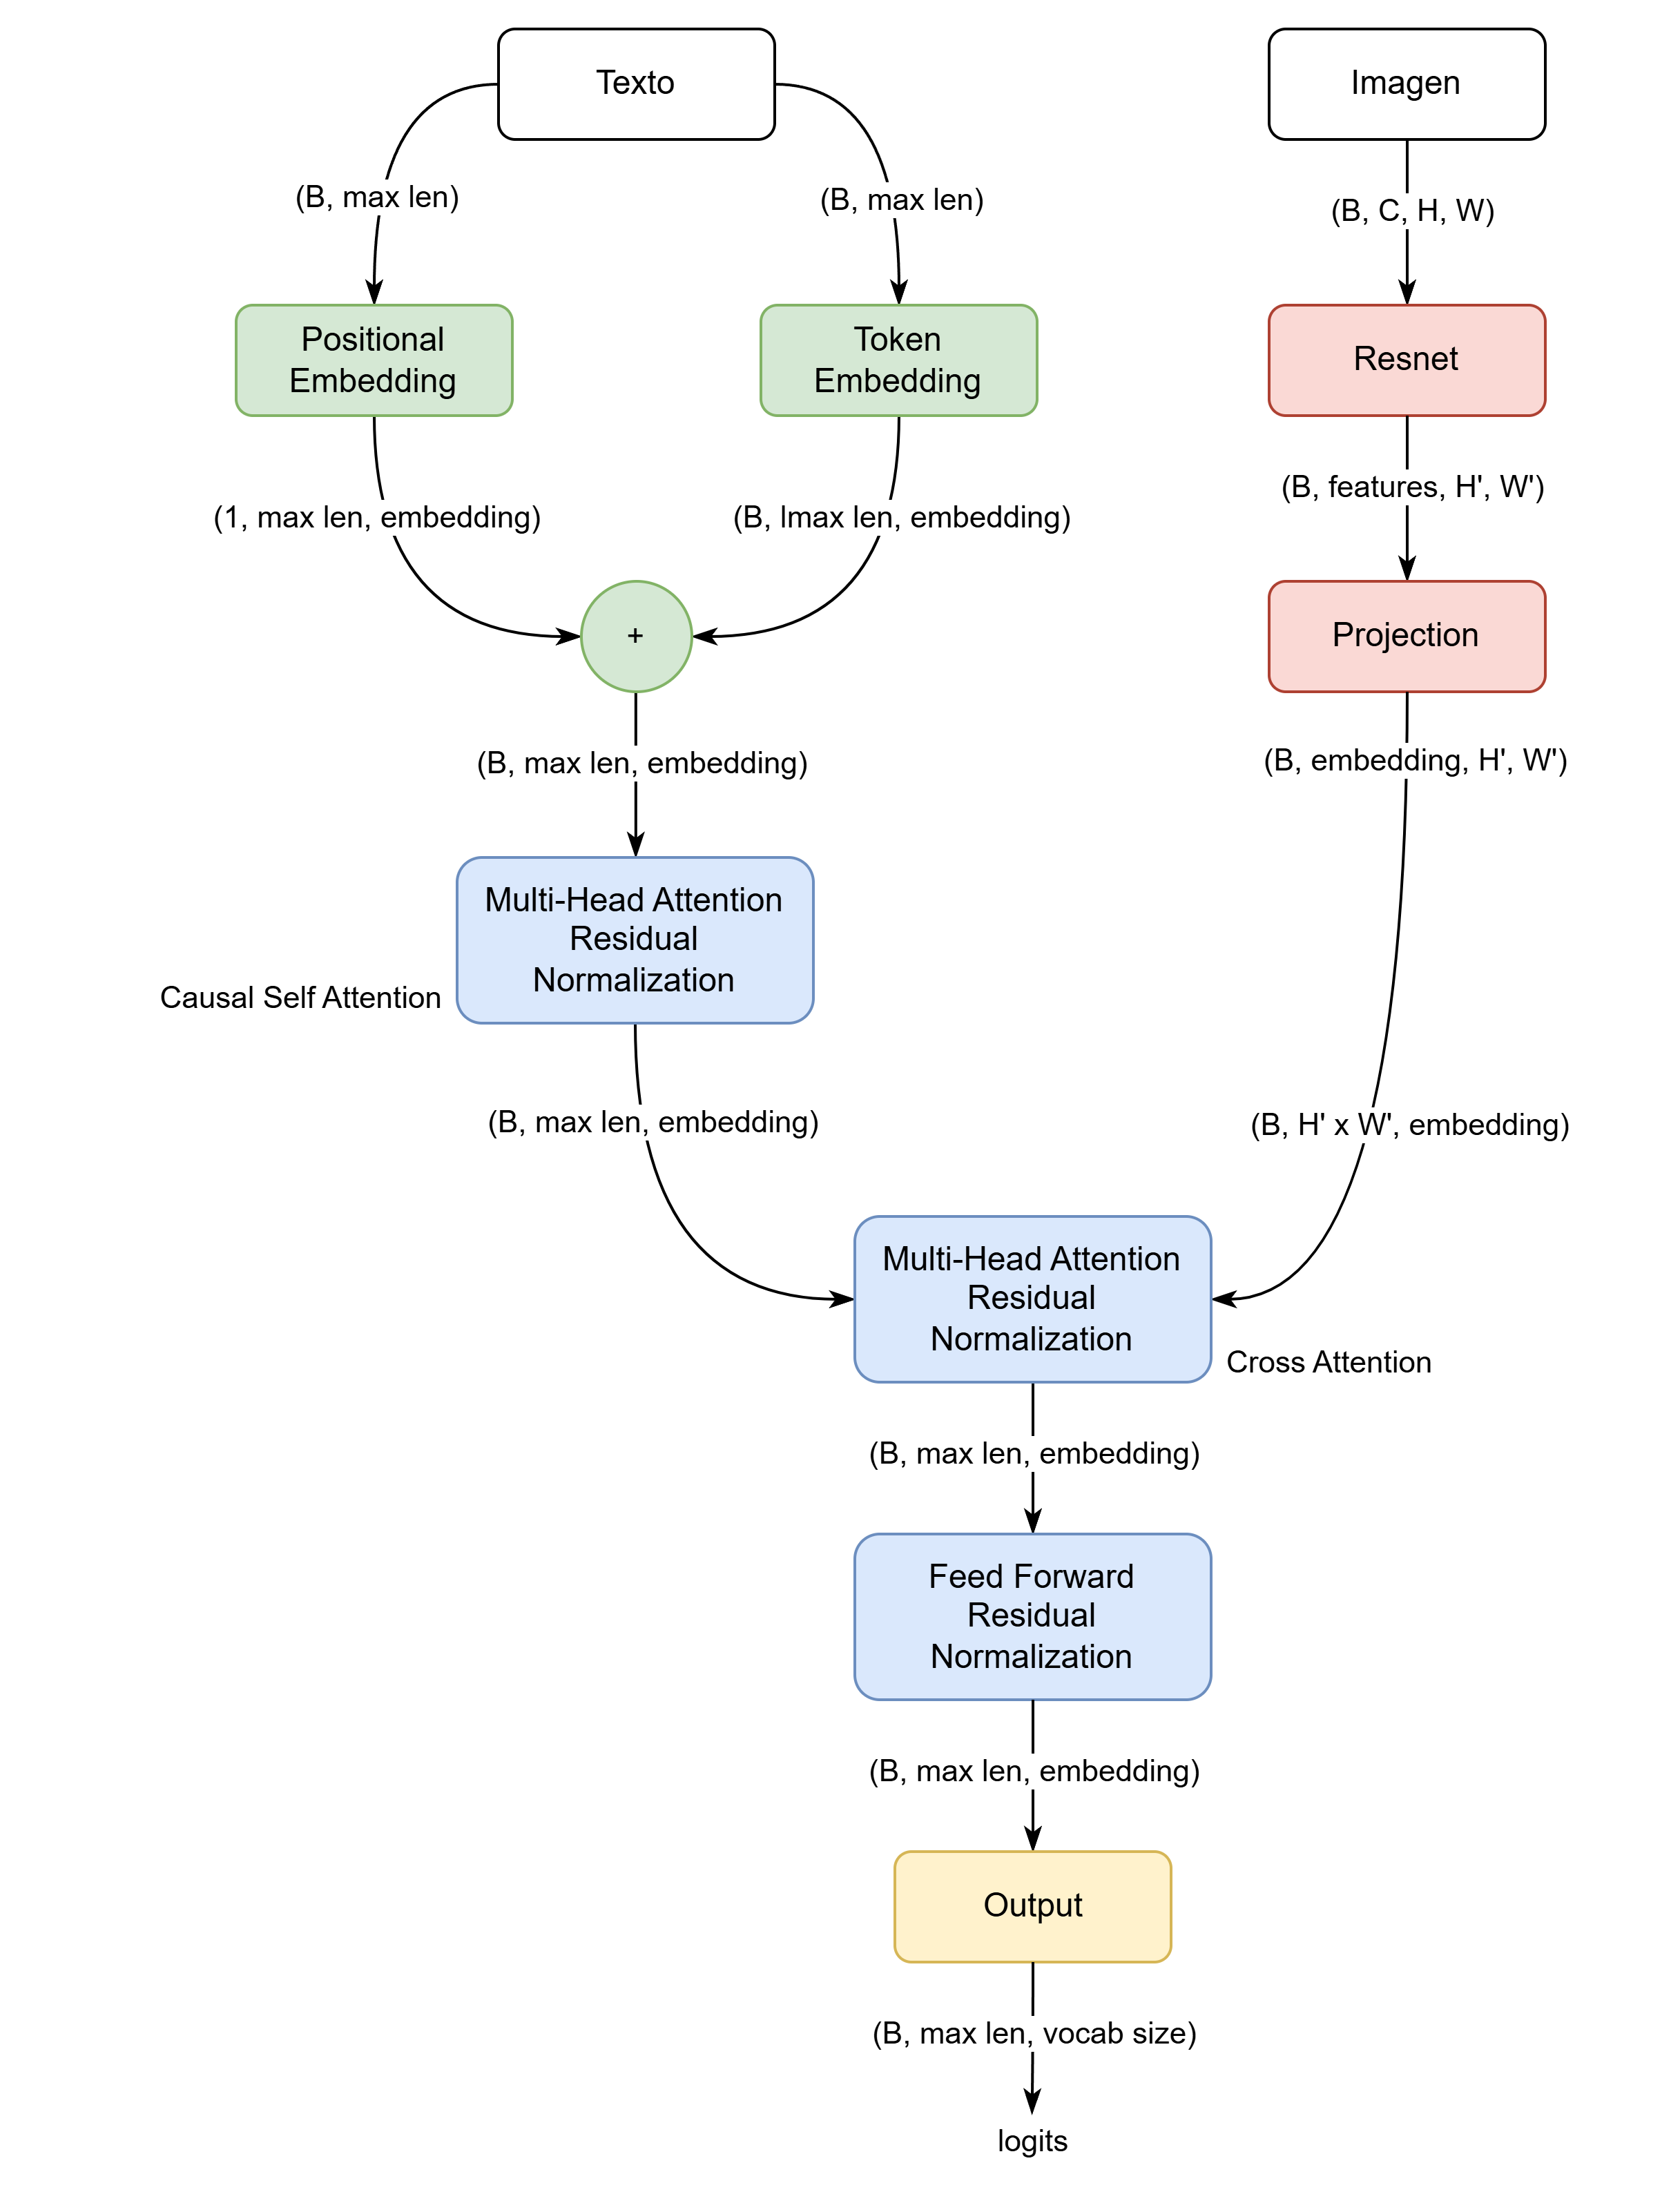 Texto
Imagen
(B, max len)
(B, max len)
(B, C, H, W)
Positional
Embedding
Token
Embedding
Resnet
(1, max len, embedding)
(B, lmax len, embedding)
(B, features, H', W')
+
Projection
(B, max len, embedding)
(B, embedding, H', W')
Multi-Head Attention
Residual
Normalization
Causal Self Attention
(B, max len, embedding)
(B, H' x W', embedding)
Multi-Head Attention
Residual
Normalization
Cross Attention
(B, max len, embedding)
Feed Forward
Residual
Normalization
(B, max len, embedding)
Output
(B, max len, vocab size)
logits